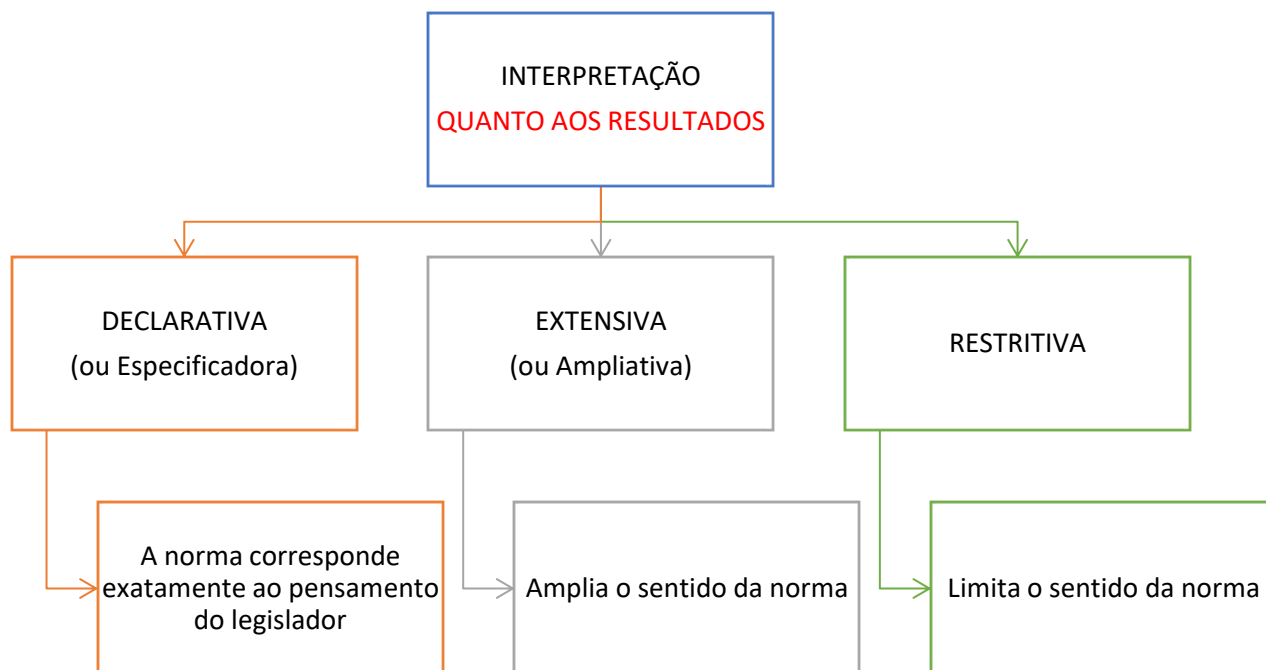 INTERPRETAÇÃO
QUANTO AOS RESULTADOS
DECLARATIVA
(ou Especificadora)
EXTENSIVA
(ou Ampliativa)
RESTRITIVA
A norma corresponde
exatamente ao pensamento
do legislador
Amplia o sentido da norma
Limita o sentido da norma